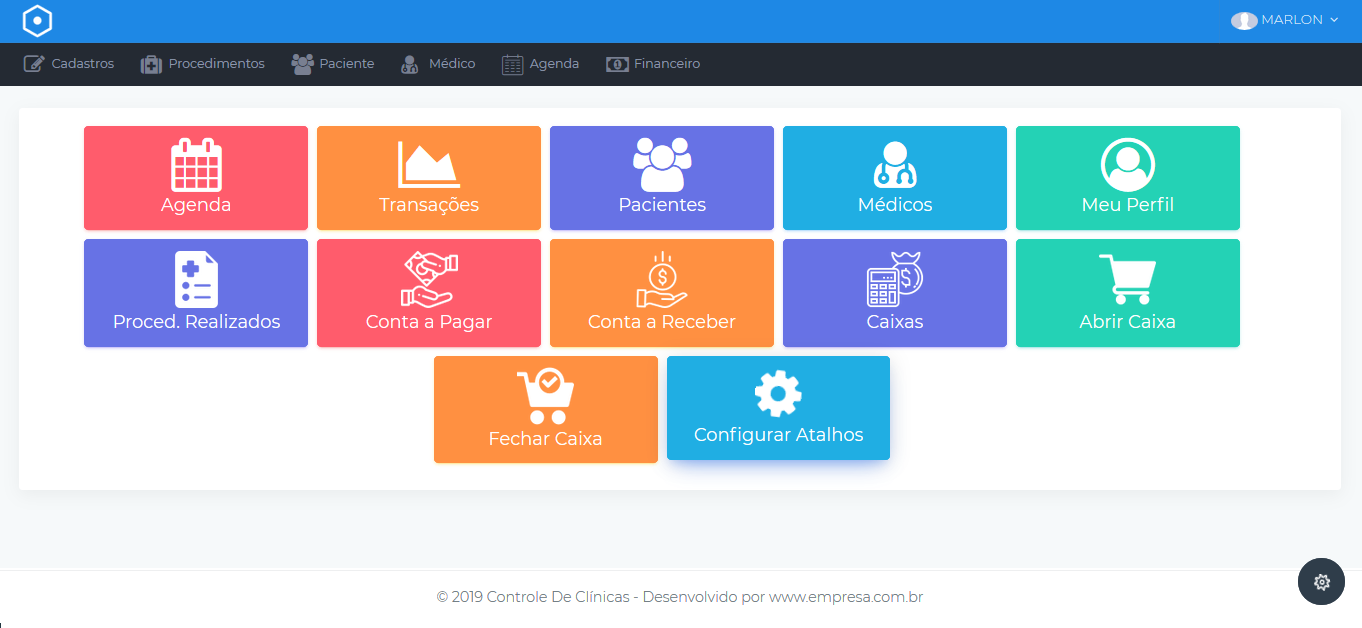 MARLON
Cadastros Procedimentos Paciente Médico Agenda Financeiro
Agenda Transações Pacientes Médicos Meu Perfil
Proced. Realizados Conta a Pagar Conta a Receber Caixas Abrir Caixa
Fechar Caixa Configurar Atalhos
© 2019 Controle De Clínicas - Desenvolvido por www.empresa.com.br